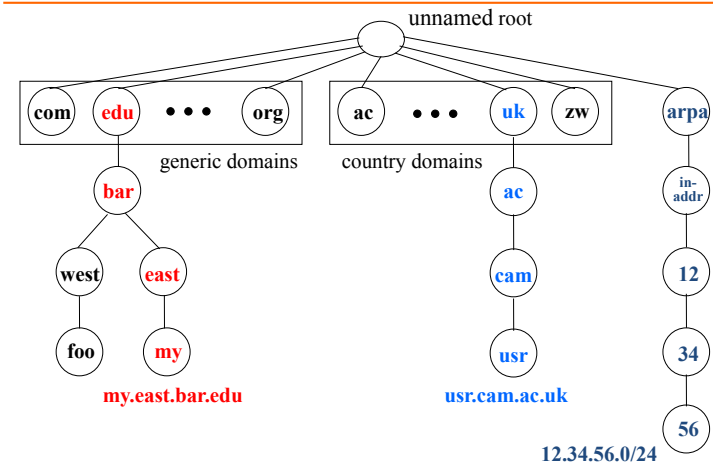 unnamed root
com edu • • • org ac • • • uk zw arpa
generic domains country domains
bar ac in-
addr
west east cam 12
foo my usr 34
my.east.bar.edu usr.cam.ac.uk
56
12.34.56.0/24